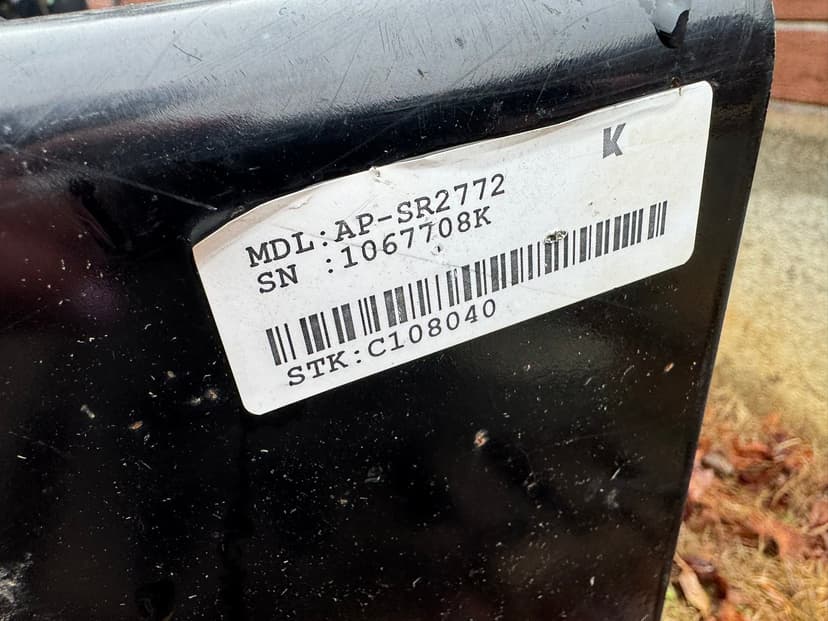 K
MDL:AP-SR2772
SN :1067708K
STK:C108040